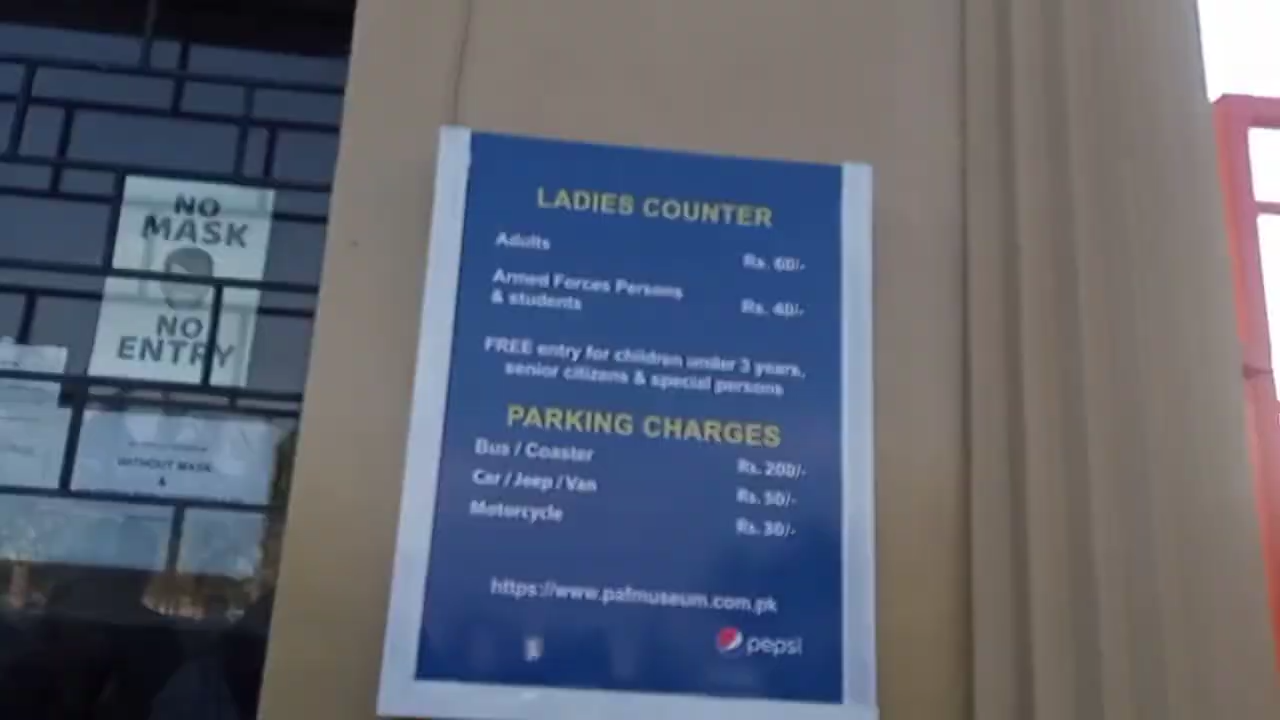 NO
MASK
NO
ENTRY
WITHOUT MASK
&
LADIES COUNTER
Adults Rs. 60/-
Armed Forces Persons
& students Rs. 40/-
FREE entry for children under 3 years,
senior citizens & special persons
PARKING CHARGES
Bus / Coaster Rs. 200/-
Car / Jeep / Van Rs. 50/-
Motorcycle Rs. 30/-
https://www.pafmuseum.com.pk
pepsi